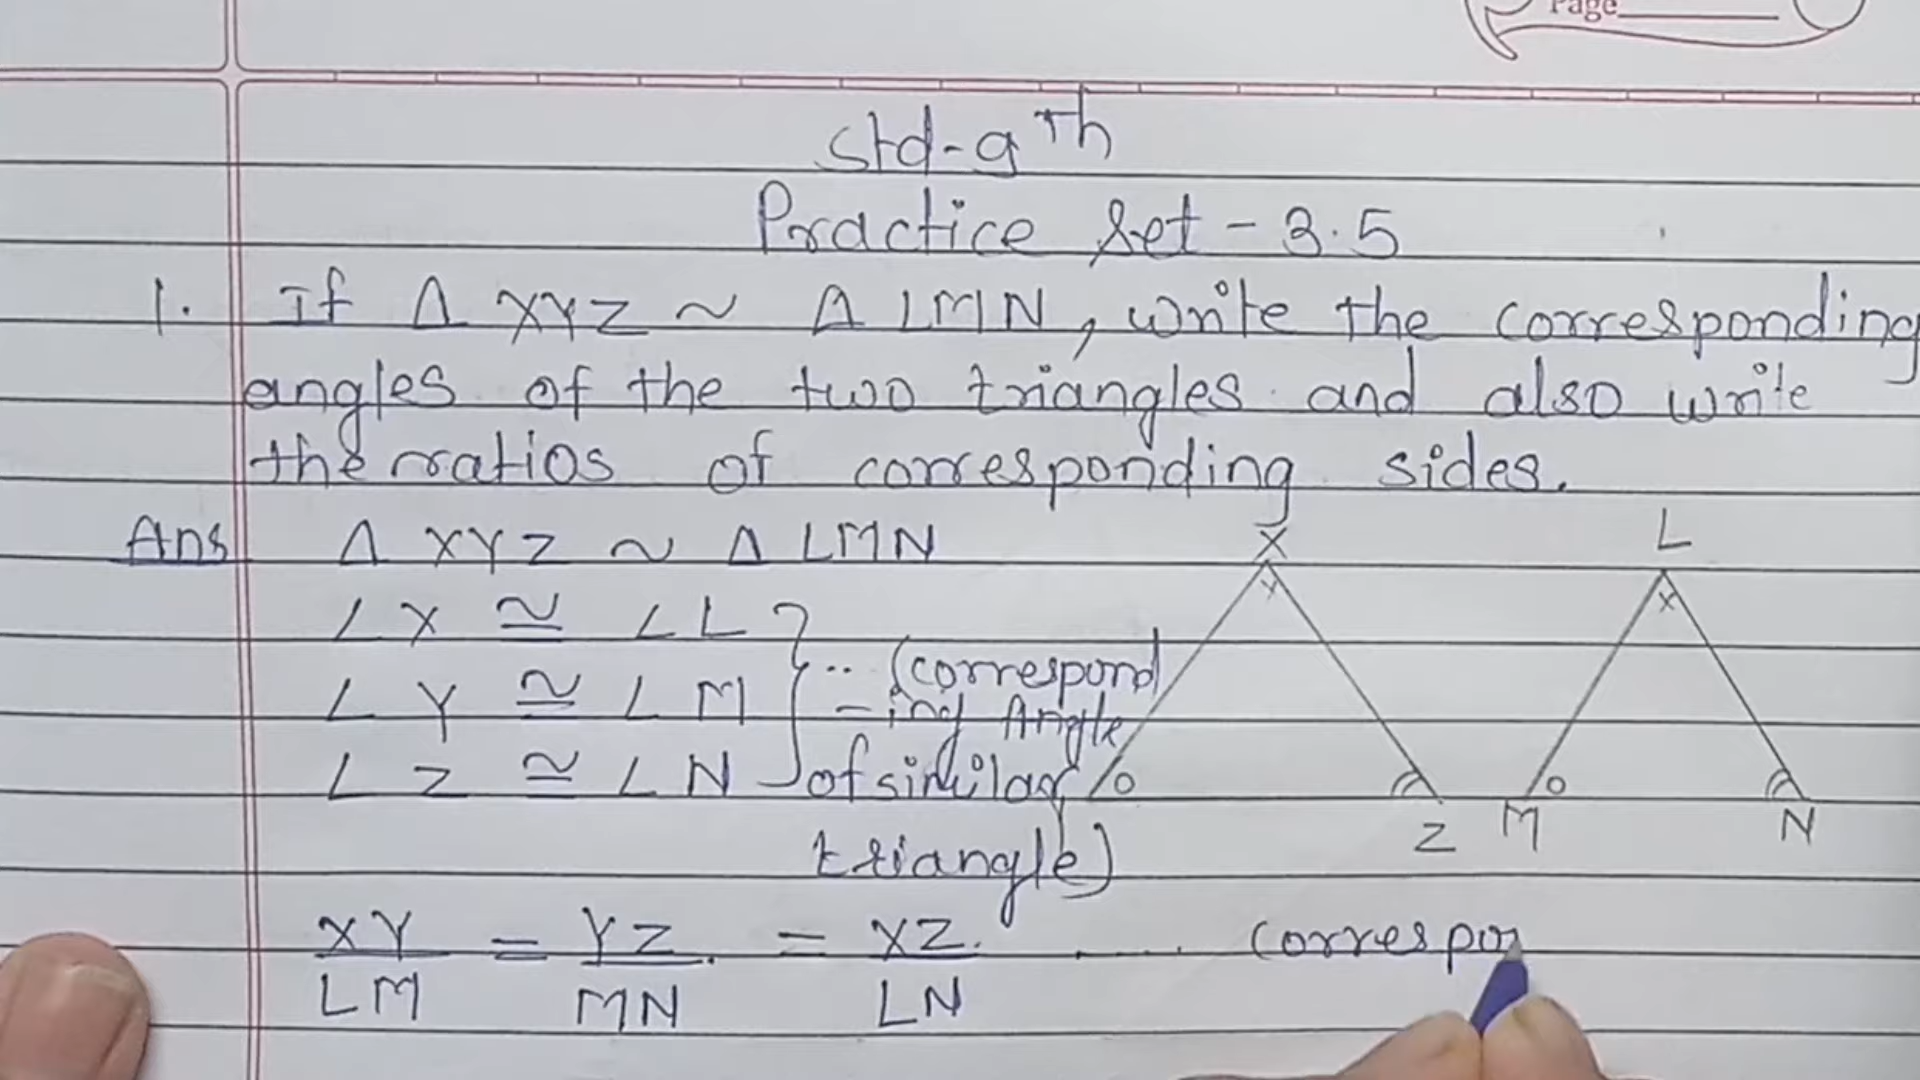 Page
Std-9th
Practice Set - 3.5
1. If Δ XYZ ~ Δ LMN, write the corresponding
angles of the two triangles and also write
the ratios of corresponding sides.
Ans Δ XYZ ~ Δ LMN
∠ X ≅ ∠ L
∠ Y ≅ ∠ M
∠ Z ≅ ∠ N
.. (correspond
-ing Angle
of similar
triangle)
X
x
L
x
Z
M
N
XY/LM = YZ/MN = XZ/LN .... correspon